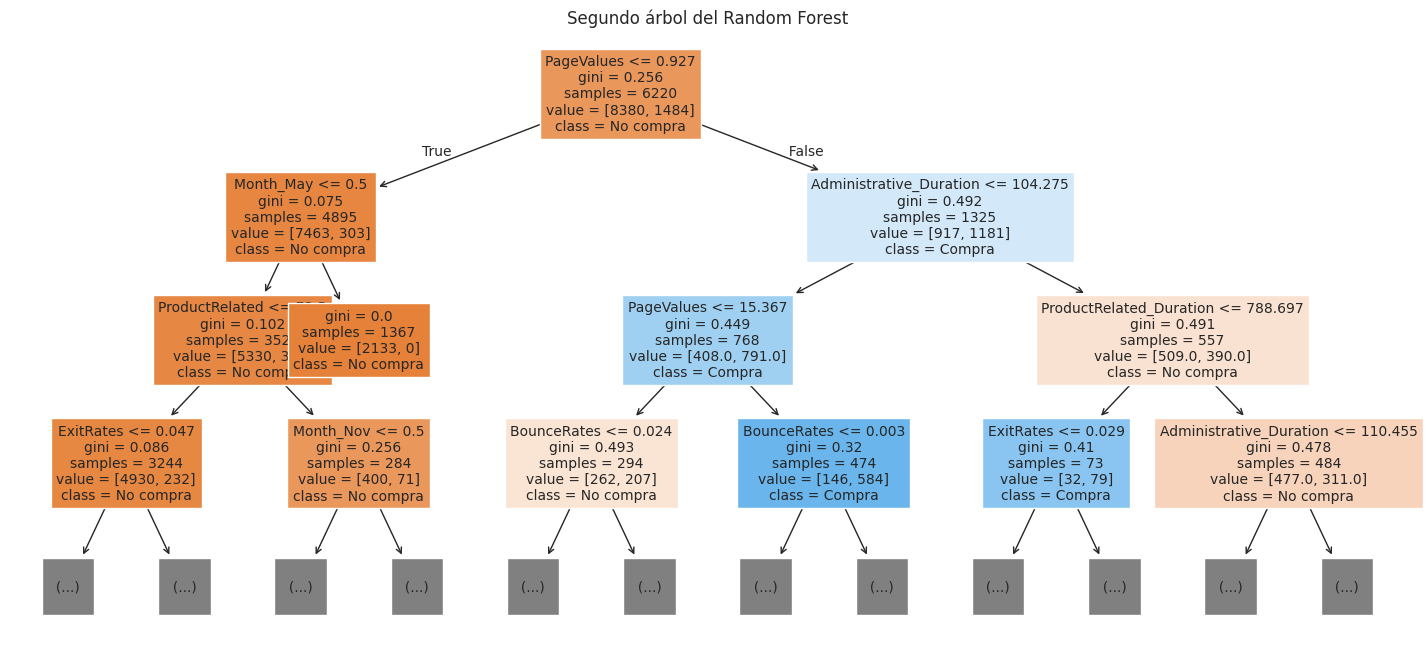 Segundo árbol del Random Forest
PageValues <= 0.927
gini = 0.256
samples = 6220
value = [8380, 1484]
class = No compra
True
False
Month_May <= 0.5
gini = 0.075
samples = 4895
value = [7463, 303]
class = No compra
Administrative_Duration <= 104.275
gini = 0.492
samples = 1325
value = [917, 1181]
class = Compra
ProductRelated <=
gini = 0.102
samples = 352
value = [5330, 3
class = No comp
gini = 0.0
samples = 1367
value = [2133, 0]
class = No compra
PageValues <= 15.367
gini = 0.449
samples = 768
value = [408.0, 791.0]
class = Compra
ProductRelated_Duration <= 788.697
gini = 0.491
samples = 557
value = [509.0, 390.0]
class = No compra
ExitRates <= 0.047
gini = 0.086
samples = 3244
value = [4930, 232]
class = No compra
Month_Nov <= 0.5
gini = 0.256
samples = 284
value = [400, 71]
class = No compra
BounceRates <= 0.024
gini = 0.493
samples = 294
value = [262, 207]
class = No compra
BounceRates <= 0.003
gini = 0.32
samples = 474
value = [146, 584]
class = Compra
ExitRates <= 0.029
gini = 0.41
samples = 73
value = [32, 79]
class = Compra
Administrative_Duration <= 110.455
gini = 0.478
samples = 484
value = [477.0, 311.0]
class = No compra
(...)
(...)
(...)
(...)
(...)
(...)
(...)
(...)
(...)
(...)
(...)
(...)